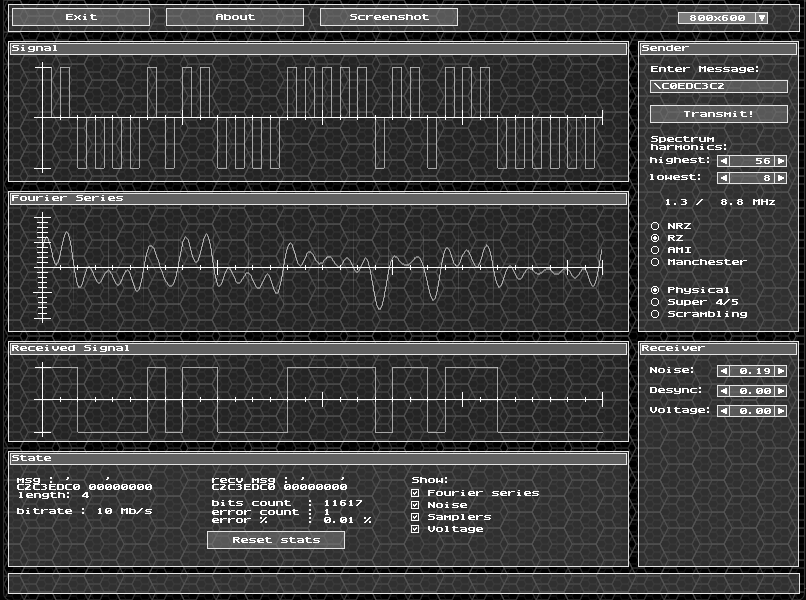 Exit
About
Screenshot
800x600
Signal
Sender
Enter Message:
\C0EDC3C2
Transmit!
Spectrum
harmonics:
highest: 56
lowest: 8
1.3 / 8.8 MHz
NRZ
RZ
AMI
Manchester
Physical
Super 4/5
Scrambling
Fourier Series
Received Signal
Receiver
Noise: 0.19
Desync: 0.00
Voltage: 0.00
State
msg : ' '
C2C3EDC0 00000000
length: 4
bitrate : 10 Mb/s
recv msg : ' '
C2C3EDC0 00000000
bits count : 11617
error count : 1
error % : 0.01 %
Reset stats
Show:
Fourier series
Noise
Samplers
Voltage